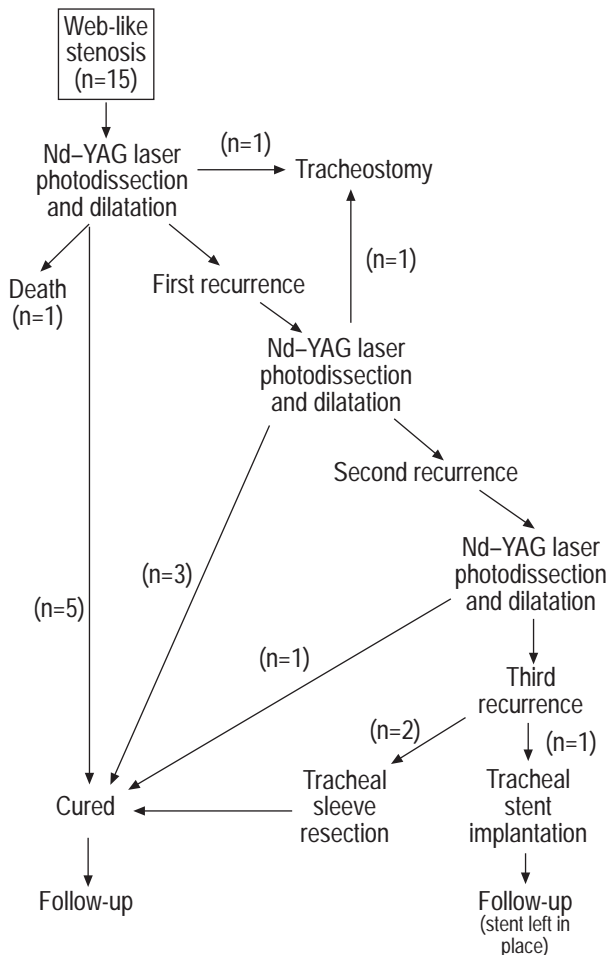 Web-like
stenosis
(n=15)
(n=1)
Nd–YAG laser
photodissection
and dilatation
Tracheostomy
(n=1)
Death
(n=1)
First recurrence
Nd–YAG laser
photodissection
and dilatation
Second recurrence
Nd–YAG laser
photodissection
and dilatation
(n=3)
(n=5)
(n=1)
Third
recurrence
(n=2)
(n=1)
Cured
Tracheal
sleeve
resection
Tracheal
stent
implantation
Follow-up
Follow-up
(stent left in
place)